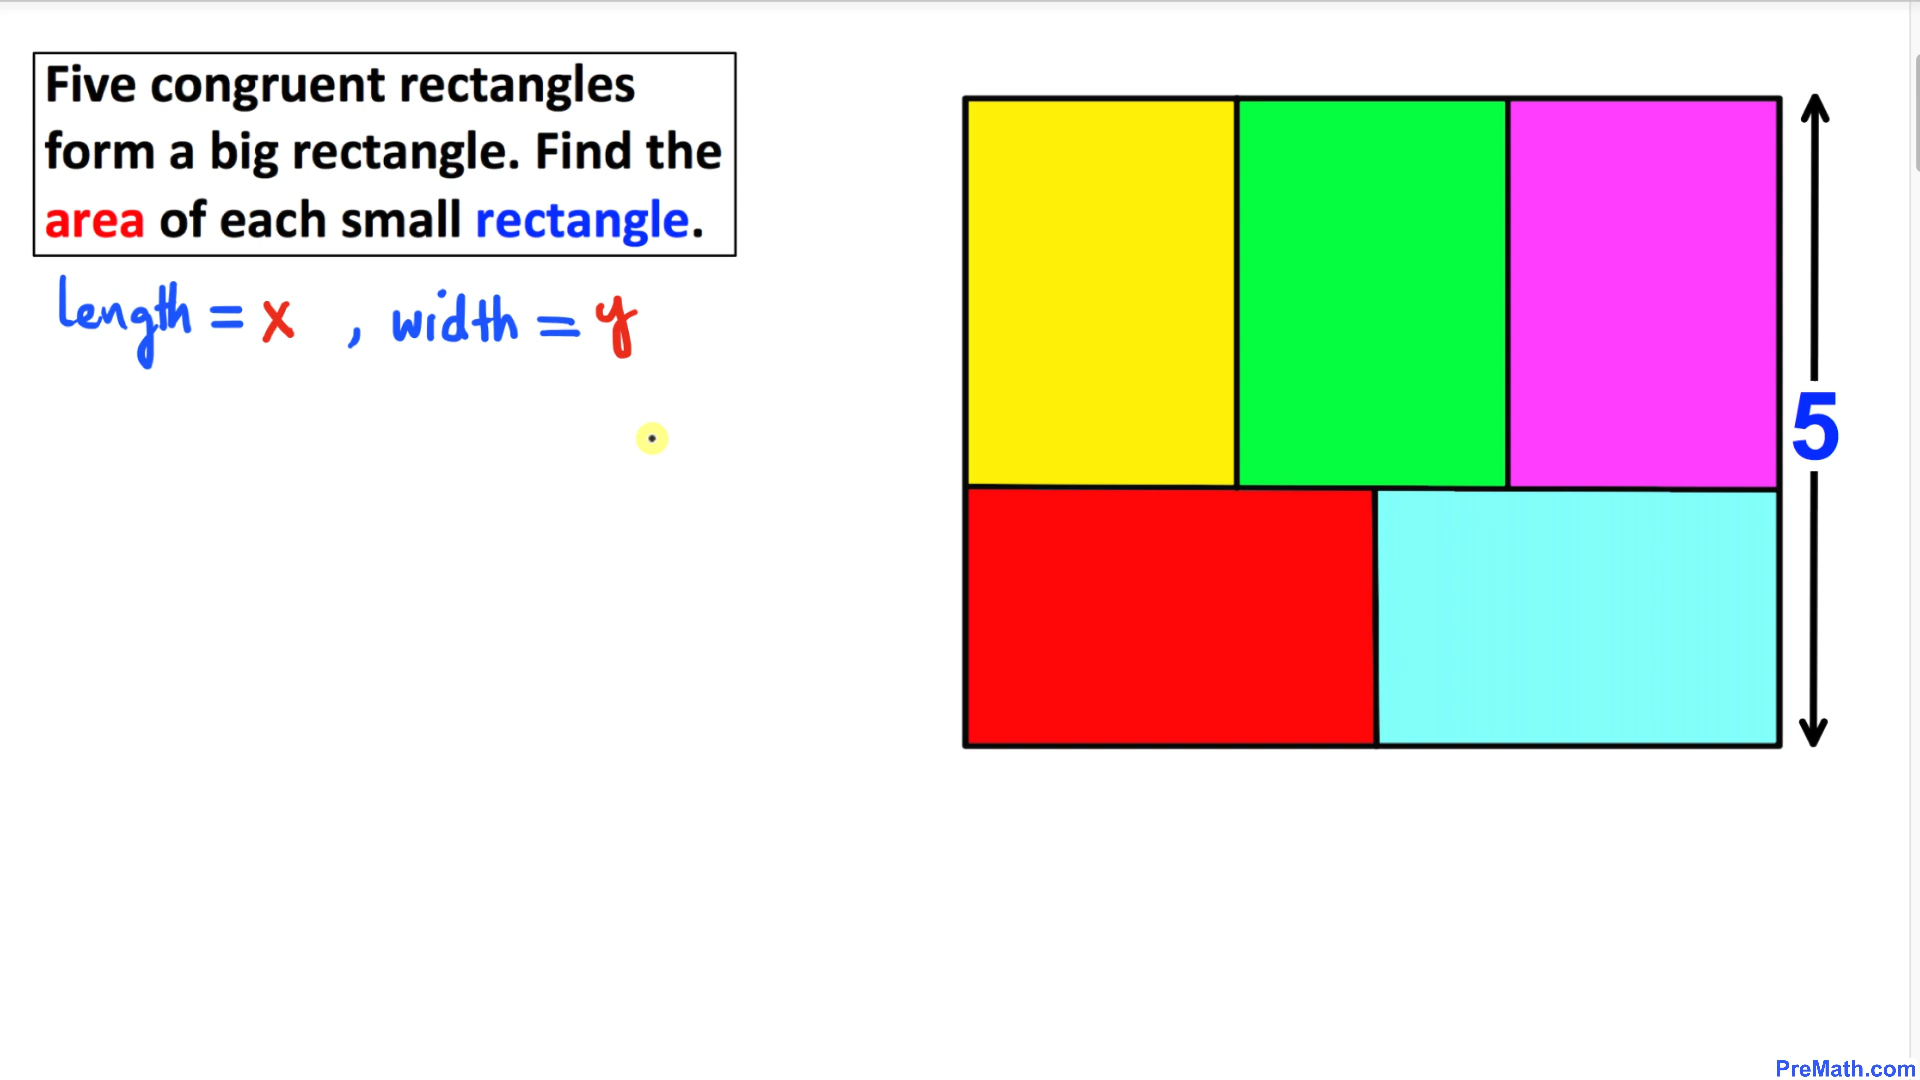 Five congruent rectangles
form a big rectangle. Find the
area of each small rectangle.
length = x , width = y
5
PreMath.com